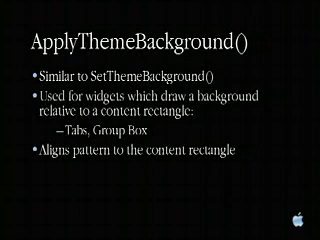 ApplyThemeBackground()
•Similar to SetThemeBackground()
•Used for widgets which draw a background
relative to a content rectangle:
–Tabs, Group Box
•Aligns pattern to the content rectangle